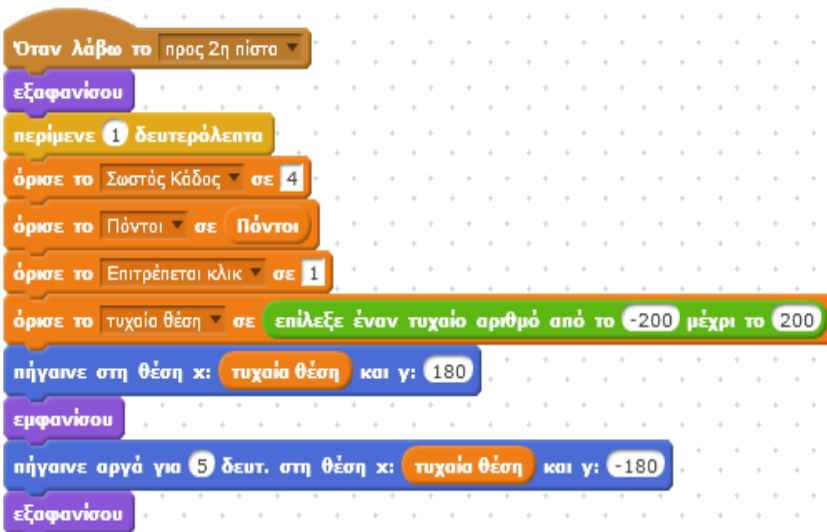 Όταν λάβω το προς 2η πίστα
εξαφανίσου
περίμενε 1 δευτερόλεπτα
όρισε το Σωστός Κάδος σε 4
όρισε το Πόντοι σε Πόντοι
όρισε το Επιτρέπεται κλικ σε 1
όρισε το τυχαία θέση σε επίλεξε έναν τυχαίο αριθμό από το -200 μέχρι το 200
πήγαινε στη θέση x: τυχαία θέση και y: 180
εμφανίσου
πήγαινε αργά για 5 δευτ. στη θέση x: τυχαία θέση και y: -180
εξαφανίσου